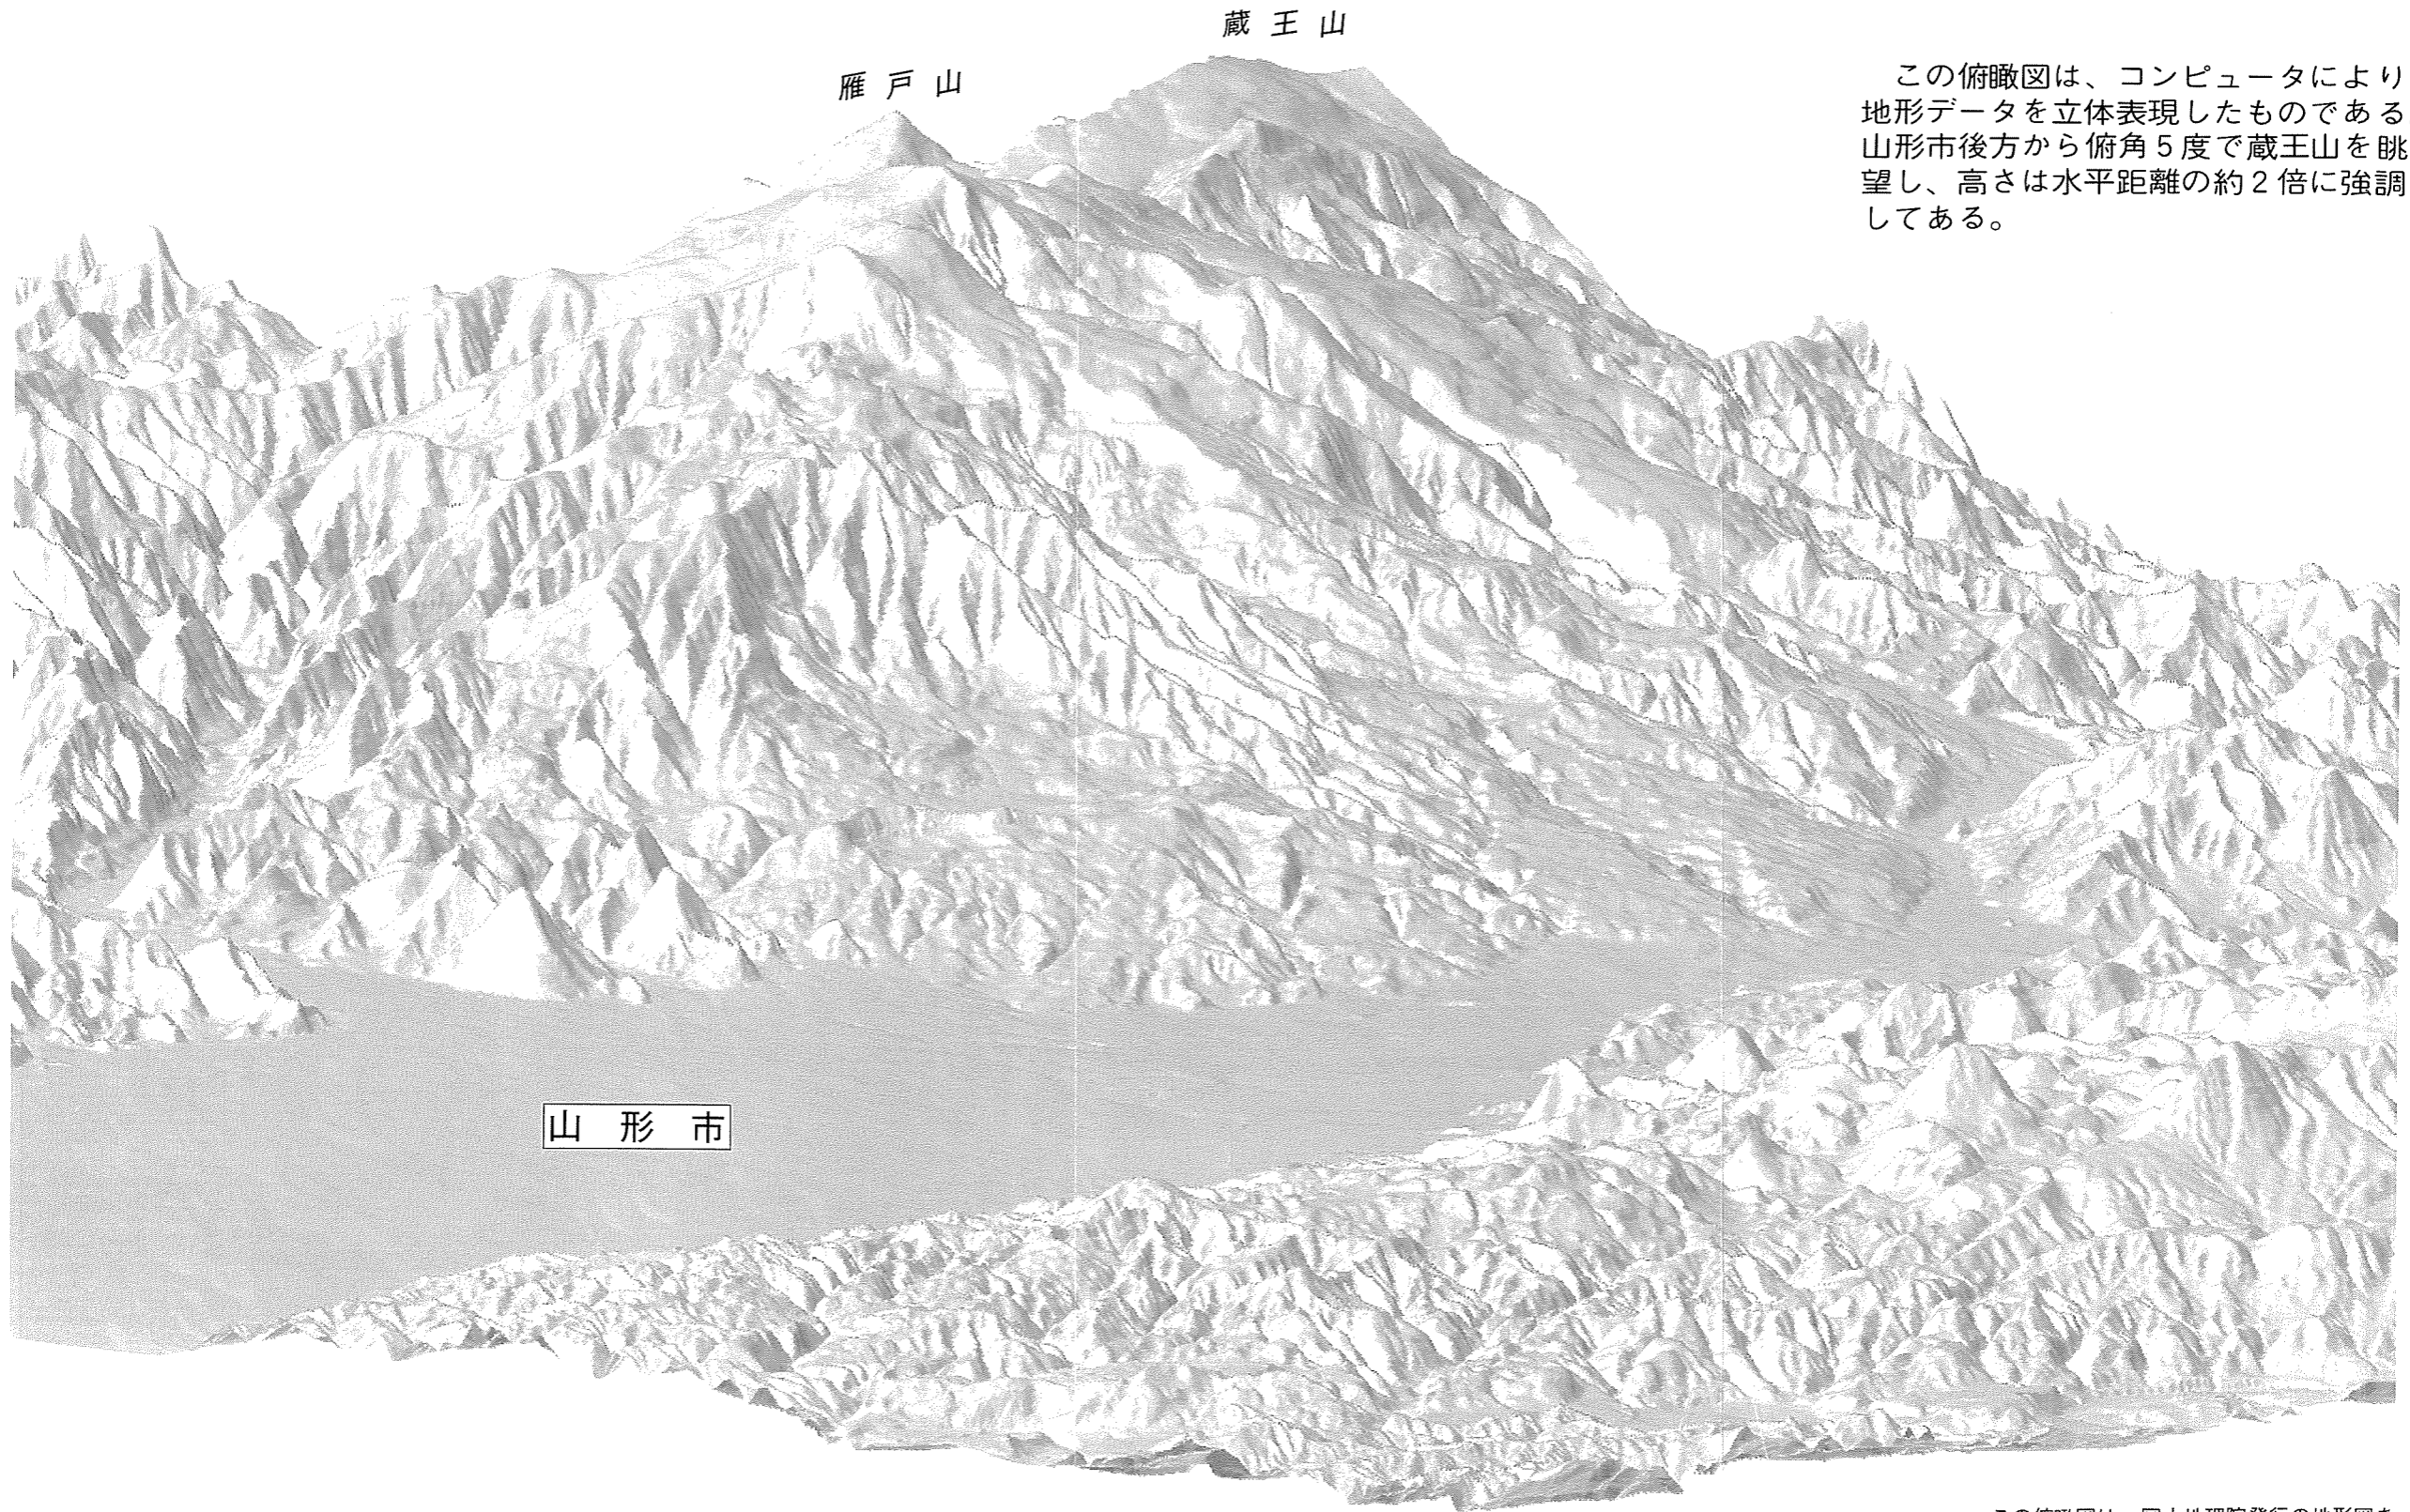 蔵王山
雁戸山
この俯瞰図は、コンピュータにより
地形データを立体表現したものである
山形市後方から俯角5度で蔵王山を眺
望し、高さは水平距離の約2倍に強調
してある。
山形市